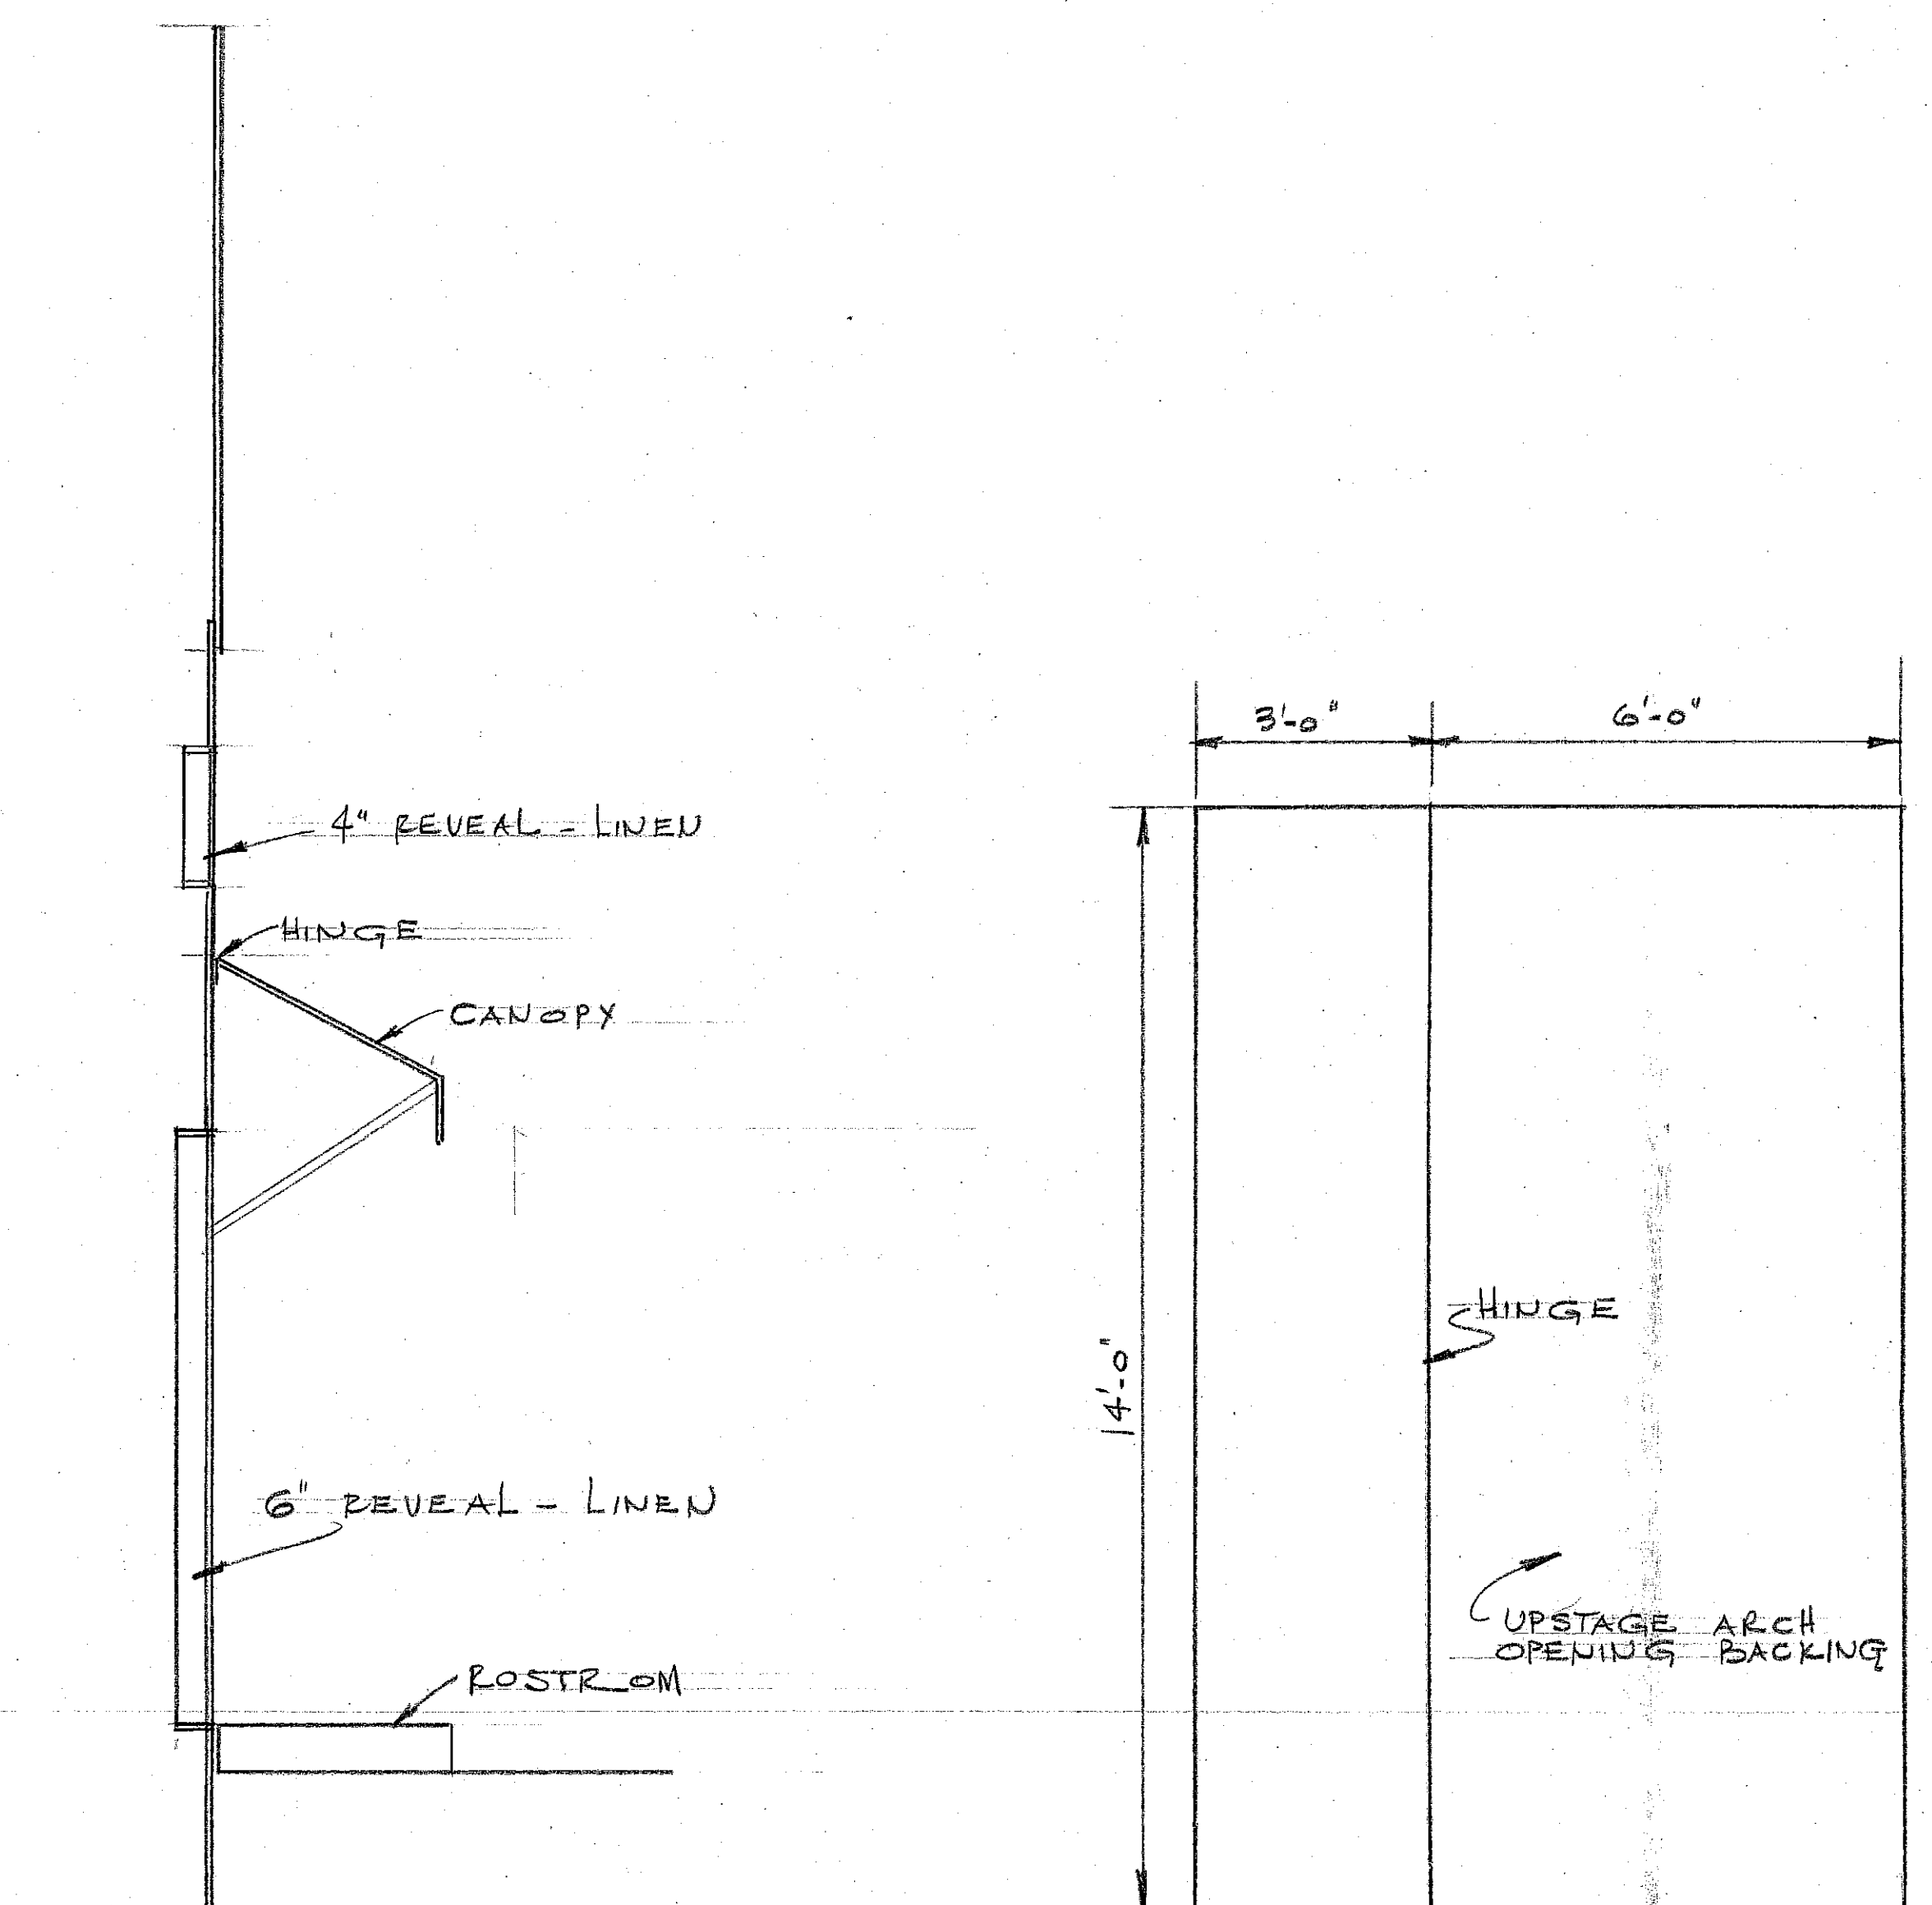 3'-0"
6'-0"
4" REVEAL - LINEN
HINGE
CANOPY
HINGE
14'-0"
6" REVEAL - LINEN
UPSTAGE ARCH
OPENING BACKING
ROSTROM